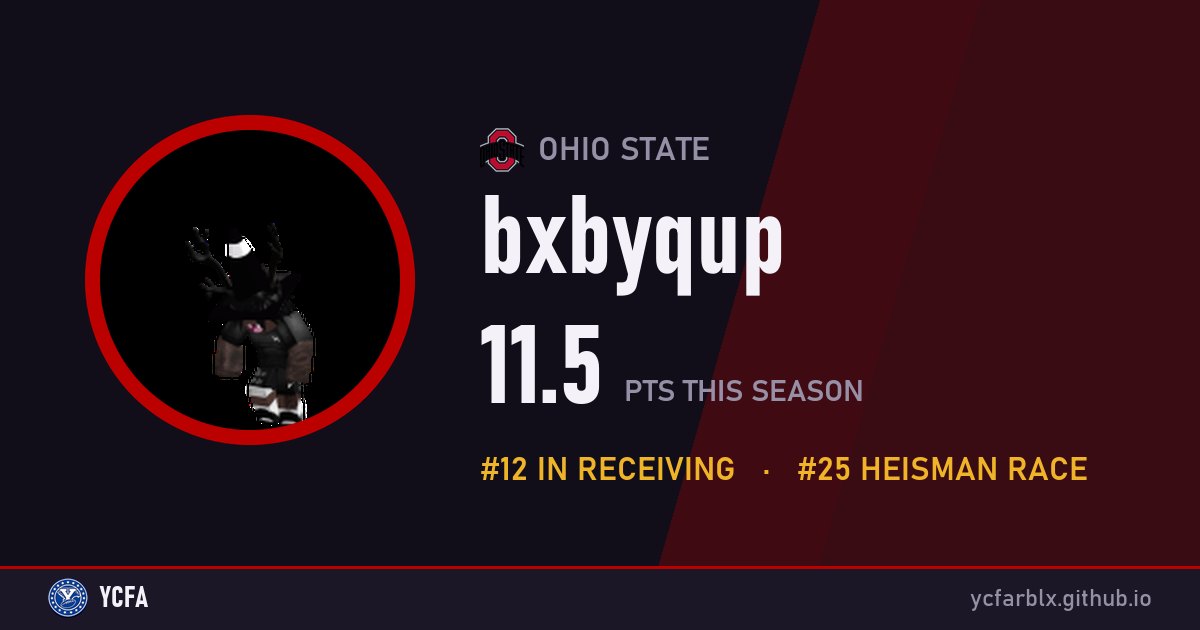 OHIO STATE
bxbyqup
11.5 PTS THIS SEASON
#12 IN RECEIVING · #25 HEISMAN RACE
YCFA
ycfarblx.github.io